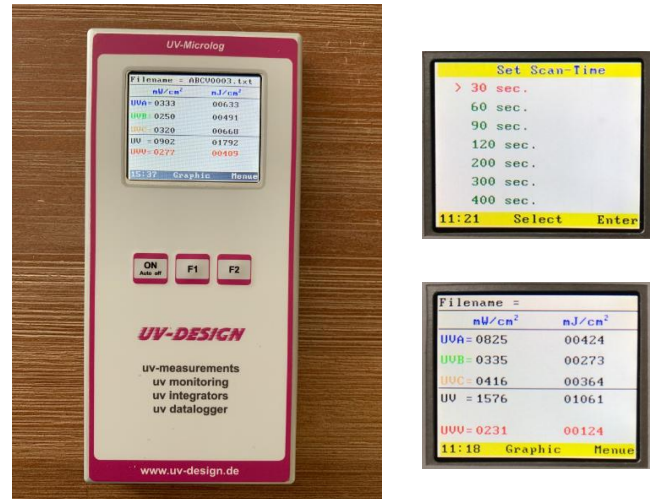 UV-Microlog
Filename = ABCV0003.txt
mW/cm² mJ/cm²
UVA= 0333 00633
UVB= 0250 00491
UVC= 0320 00668
UV = 0902 01792
UVV= 0277 00409
15:37 Graphic Menue
ON
Auto off
F1
F2
UV-DESIGN
uv-measurements
uv monitoring
uv integrators
uv datalogger
www.uv-design.de
Set Scan-Time
> 30 sec.
60 sec.
90 sec.
120 sec.
200 sec.
300 sec.
400 sec.
11:21 Select Enter
Filename =
mW/cm² mJ/cm²
UVA= 0825 00424
UVB= 0335 00273
UVC= 0416 00364
UV = 1576 01061
UVV= 0231 00124
11:18 Graphic Menue